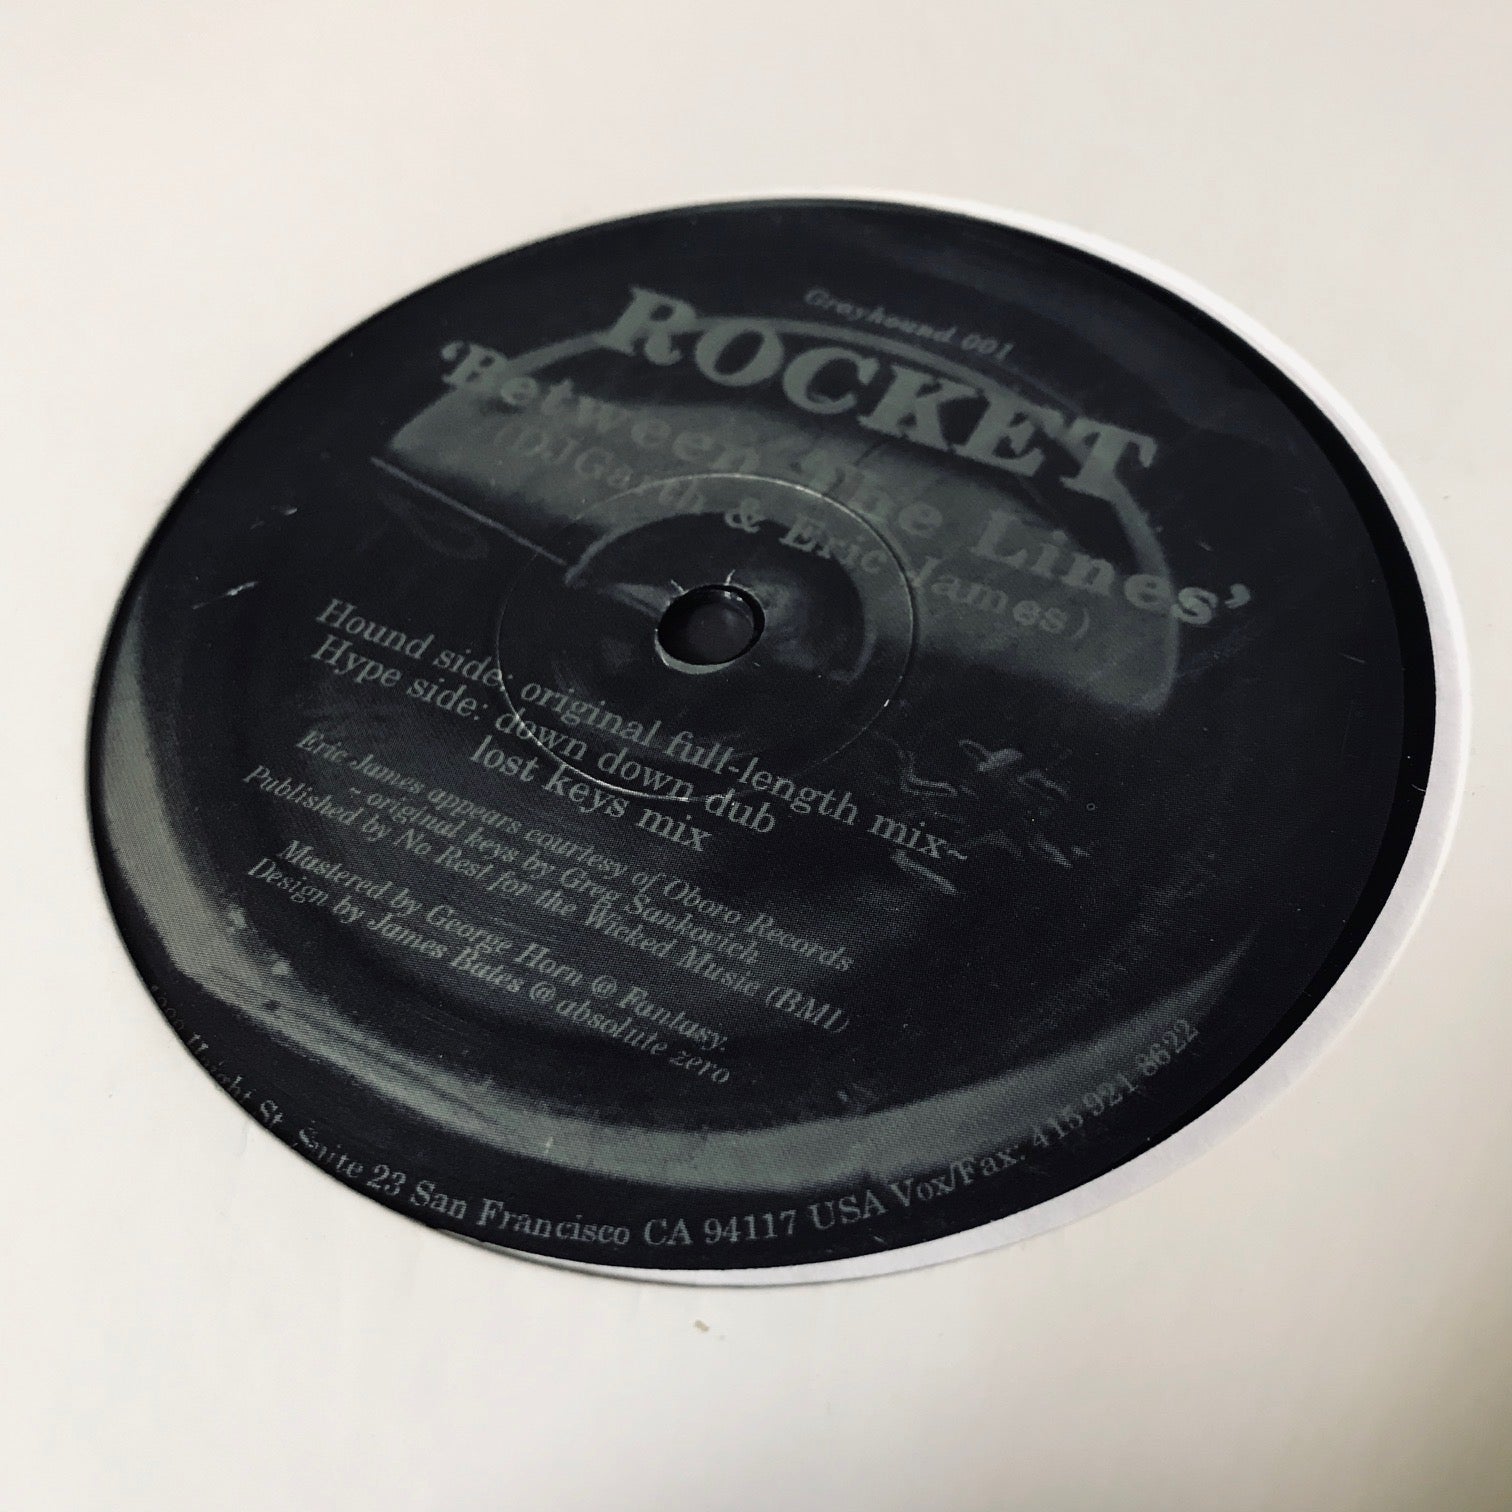 Greyhound 001
ROCKET
'Between the Lines'
(DJ Garth & Eric James)
Hound side: original full-length mix~
Hype side: down down dub
lost keys mix
Eric James appears courtesy of Oboro Records
~ original keys by Greg Sankovich
Published by No Rest for the Wicked Music (BMI)
Mastered by George Horn @ Fantasy.
Design by James Bates @ absolute zero
Haight St. Suite 23 San Francisco CA 94117 USA Vox/Fax: 415 921 8622